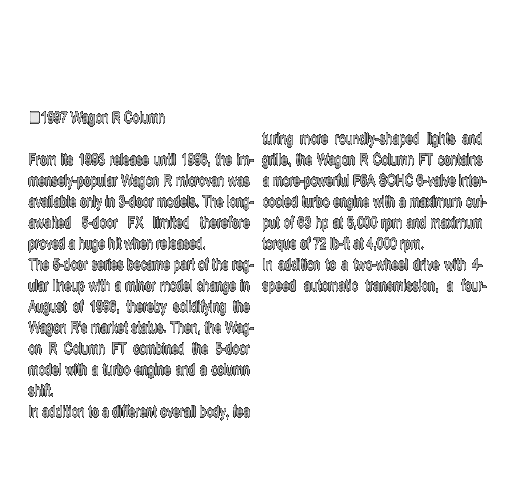 ■1997 Wagon R Column
From its 1993 release until 1996, the im-
mensely-popular Wagon R microvan was
available only in 3-door models. The long-
awaited 5-door FX limited therefore
proved a huge hit when released.
The 5-door series became part of the reg-
ular lineup with a minor model change in
August of 1996, thereby solidifying the
Wagon R's market status. Then, the Wag-
on R Column FT combined the 5-door
model with a turbo engine and a column
shift.
In addition to a different overall body, fea
turing more roundly-shaped lights and
grille, the Wagon R Column FT contains
a more-powerful F6A SOHC 6-valve inter-
cooled turbo engine with a maximum out-
put of 63 hp at 6,000 rpm and maximum
torque of 72 lb-ft at 4,000 rpm.
In addition to a two-wheel drive with 4-
speed automatic transmission, a four-